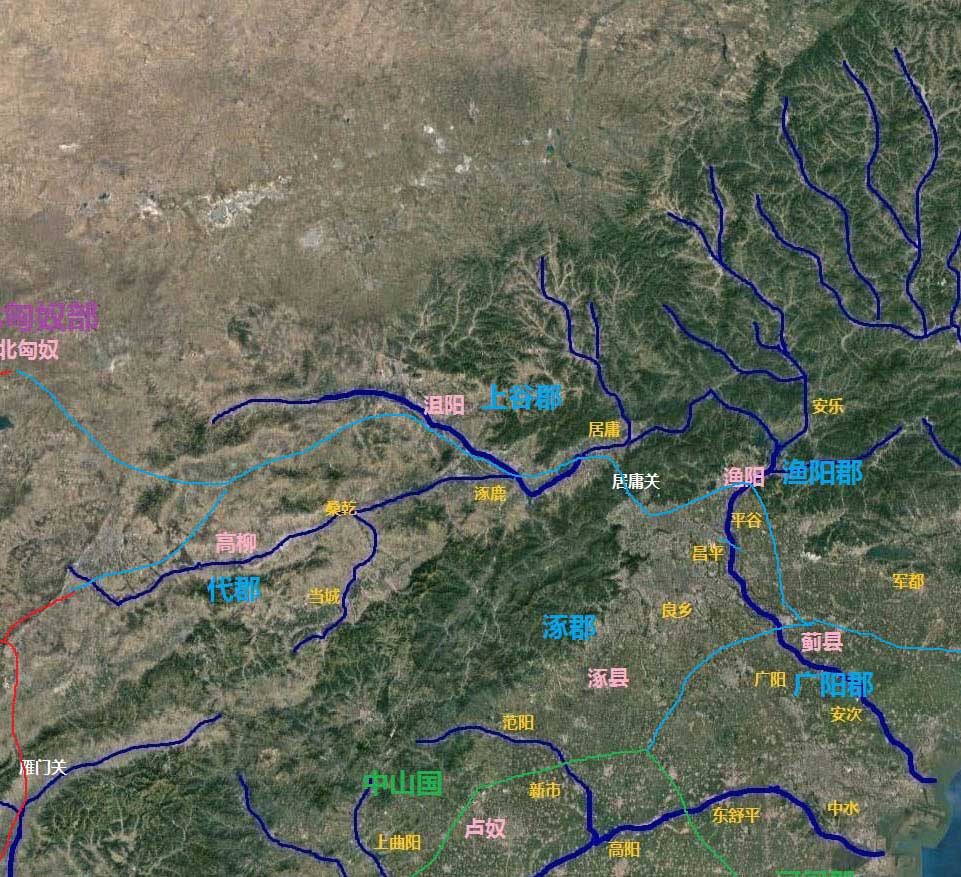 匈奴部
北匈奴
沮阳
上谷郡
安乐
居庸
居庸关
渔阳
渔阳郡
涿鹿
桑乾
平谷
高柳
昌平
军都
代郡
当城
良乡
涿郡
蓟县
涿县
广阳
广阳郡
安次
范阳
雁门关
中山国
新市
中水
东舒平
卢奴
上曲阳
高阳